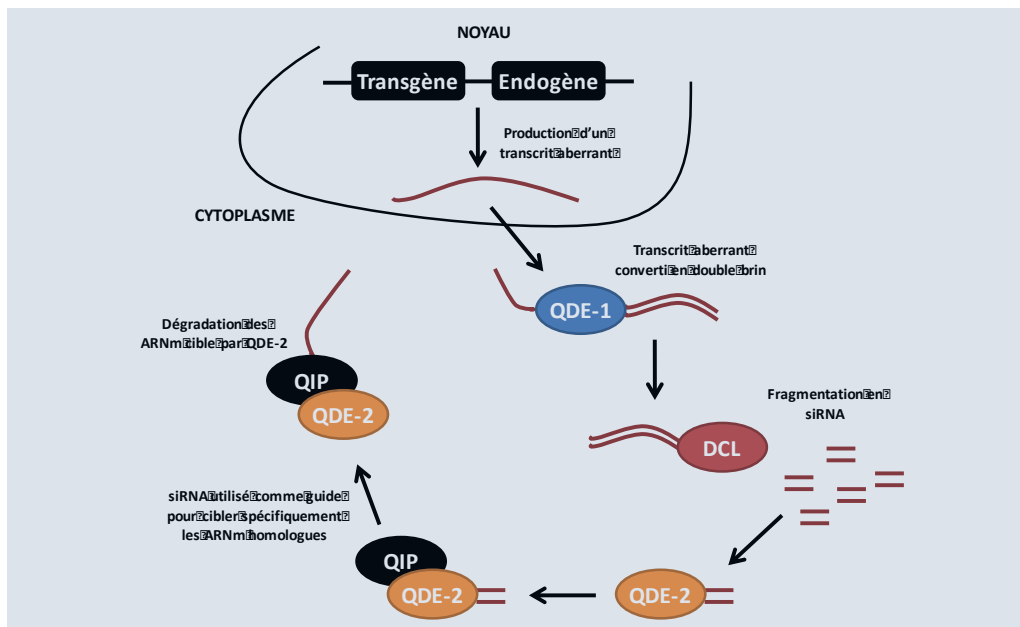 NOYAU
Transgène
Endogène
Production d'un
transcrit aberrant
CYTOPLASME
Transcrit aberrant
converti en double brin
QDE-1
Dégradation des
ARNm cible par QDE-2
QIP
QDE-2
Fragmentation en
siRNA
DCL
siRNA utilisé comme guide
pour cibler spécifiquement
les ARNm homologues
QIP
QDE-2
QDE-2